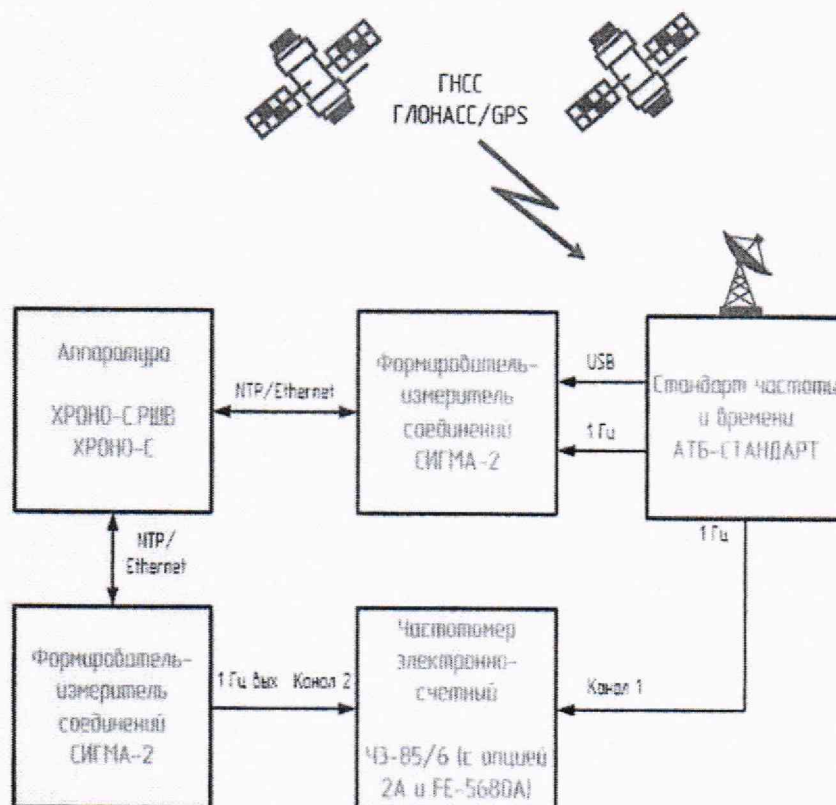 ГНСС
ГЛОНАСС/GPS
Аппаратура
ХРОНО-С.РШВ
ХРОНО-С
NTP/Ethernet
Формирователь-
измеритель
соединений
СИГМА-2
USB
1 Гц
Стандарт частоты
и времени
АТБ-СТАНДАРТ
1 Гц
NTP/
Ethernet
Формирователь-
измеритель
соединений
СИГМА-2
1 Гц вых Канал 2
Частотомер
электронно-
счетный
ЧЗ-85/6 (с опцией
2А и FE-5680A)
Канал 1